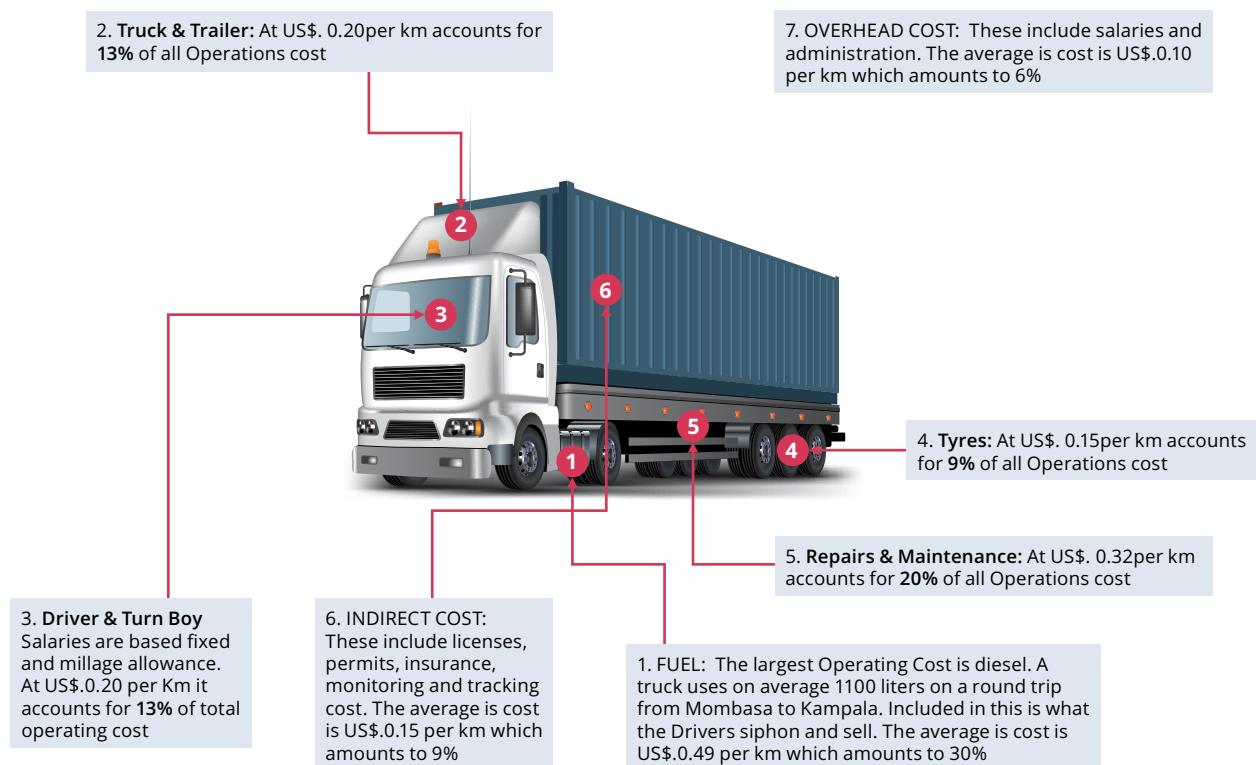 2. Truck & Trailer: At US$. 0.20per km accounts for
13% of all Operations cost
7. OVERHEAD COST: These include salaries and
administration. The average is cost is US$.0.10
per km which amounts to 6%
2
3
6
5
4
1
4. Tyres: At US$. 0.15per km accounts
for 9% of all Operations cost
5. Repairs & Maintenance: At US$. 0.32per km
accounts for 20% of all Operations cost
3. Driver & Turn Boy
Salaries are based fixed
and millage allowance.
At US$.0.20 per Km it
accounts for 13% of total
operating cost
6. INDIRECT COST:
These include licenses,
permits, insurance,
monitoring and tracking
cost. The average is cost
is US$.0.15 per km which
amounts to 9%
1. FUEL: The largest Operating Cost is diesel. A
truck uses on average 1100 liters on a round trip
from Mombasa to Kampala. Included in this is what
the Drivers siphon and sell. The average is cost is
US$.0.49 per km which amounts to 30%